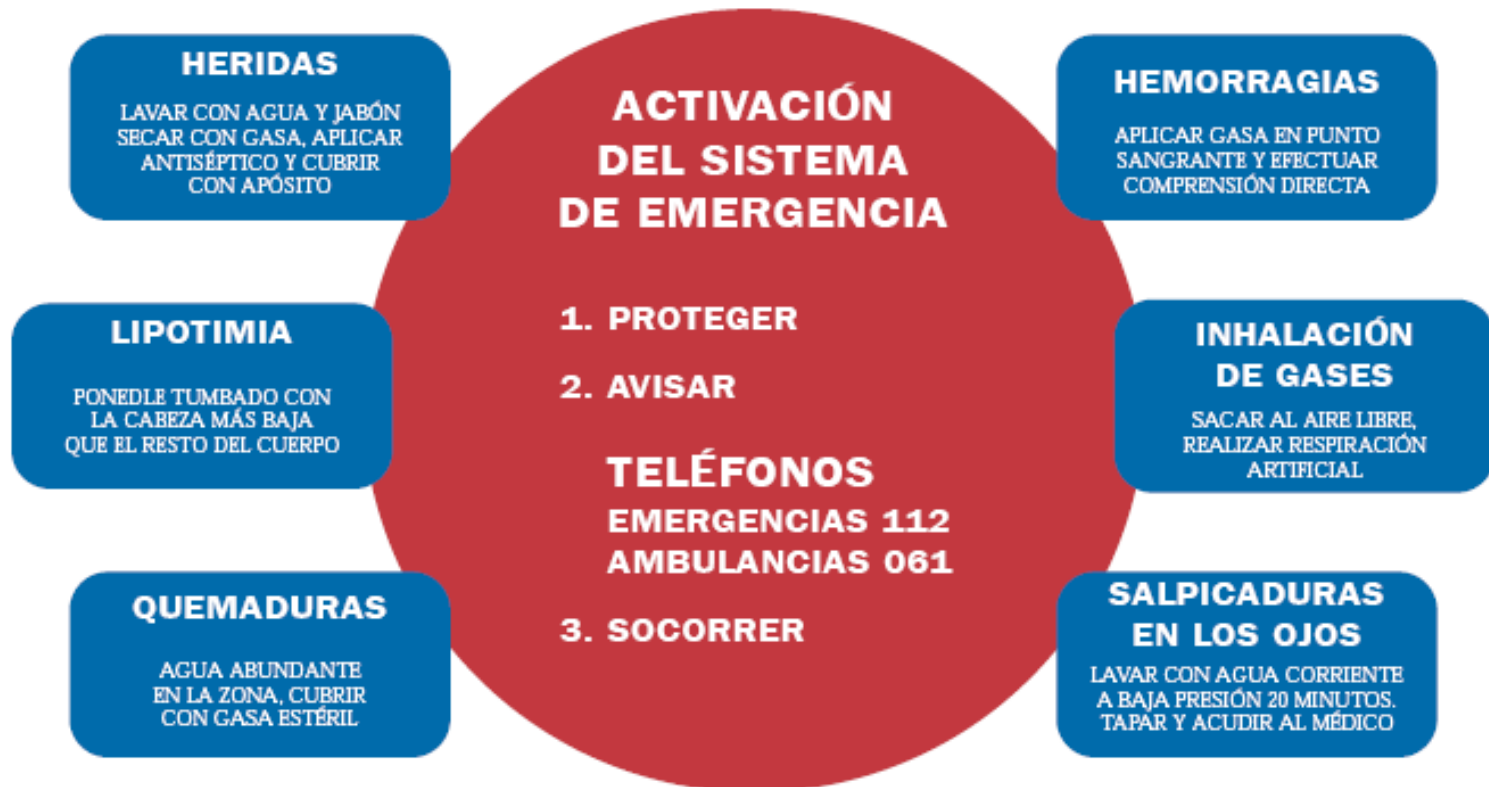 HERIDAS
LAVAR CON AGUA Y JABÓN
SECAR CON GASA, APLICAR
ANTISÉPTICO Y CUBRIR
CON APÓSITO
LIPOTIMIA
PONEDLE TUMBADO CON
LA CABEZA MÁS BAJA
QUE EL RESTO DEL CUERPO
QUEMADURAS
AGUA ABUNDANTE
EN LA ZONA, CUBRIR
CON GASA ESTÉRIL
ACTIVACIÓN
DEL SISTEMA
DE EMERGENCIA
1. PROTEGER
2. AVISAR
TELÉFONOS
EMERGENCIAS 112
AMBULANCIAS 061
3. SOCORRER
HEMORRAGIAS
APLICAR GASA EN PUNTO
SANGRANTE Y EFECTUAR
COMPRENSIÓN DIRECTA
INHALACIÓN
DE GASES
SACAR AL AIRE LIBRE,
REALIZAR RESPIRACIÓN
ARTIFICIAL
SALPICADURAS
EN LOS OJOS
LAVAR CON AGUA CORRIENTE
A BAJA PRESIÓN 20 MINUTOS.
TAPAR Y ACUDIR AL MÉDICO